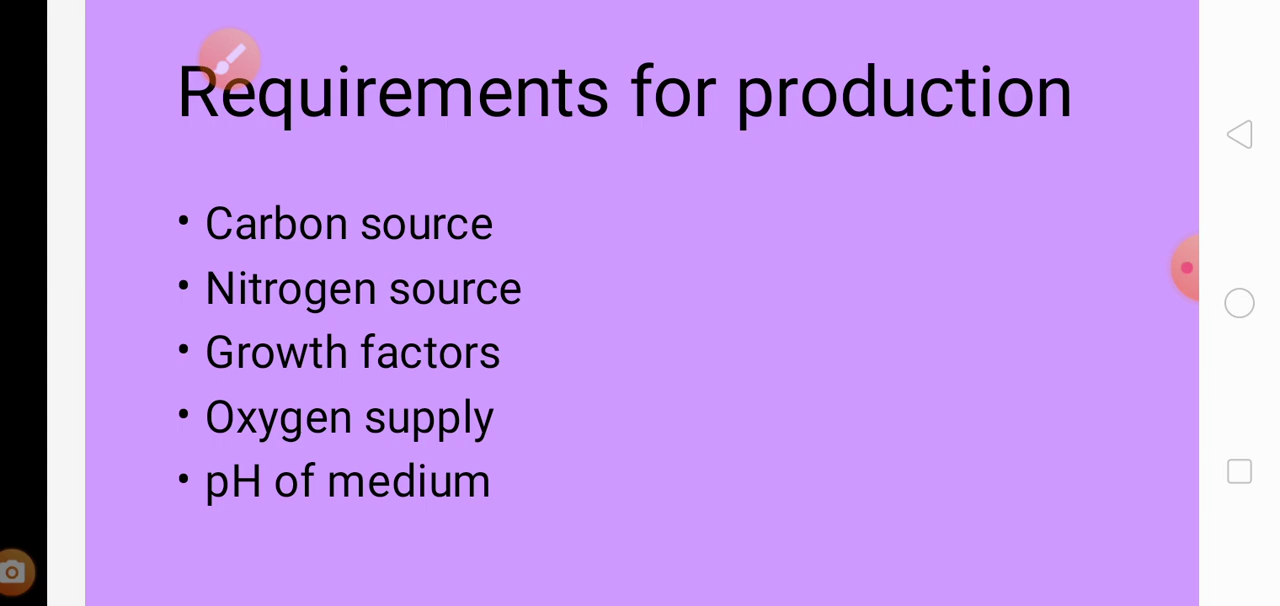 Requirements for production
• Carbon source
• Nitrogen source
• Growth factors
• Oxygen supply
• pH of medium